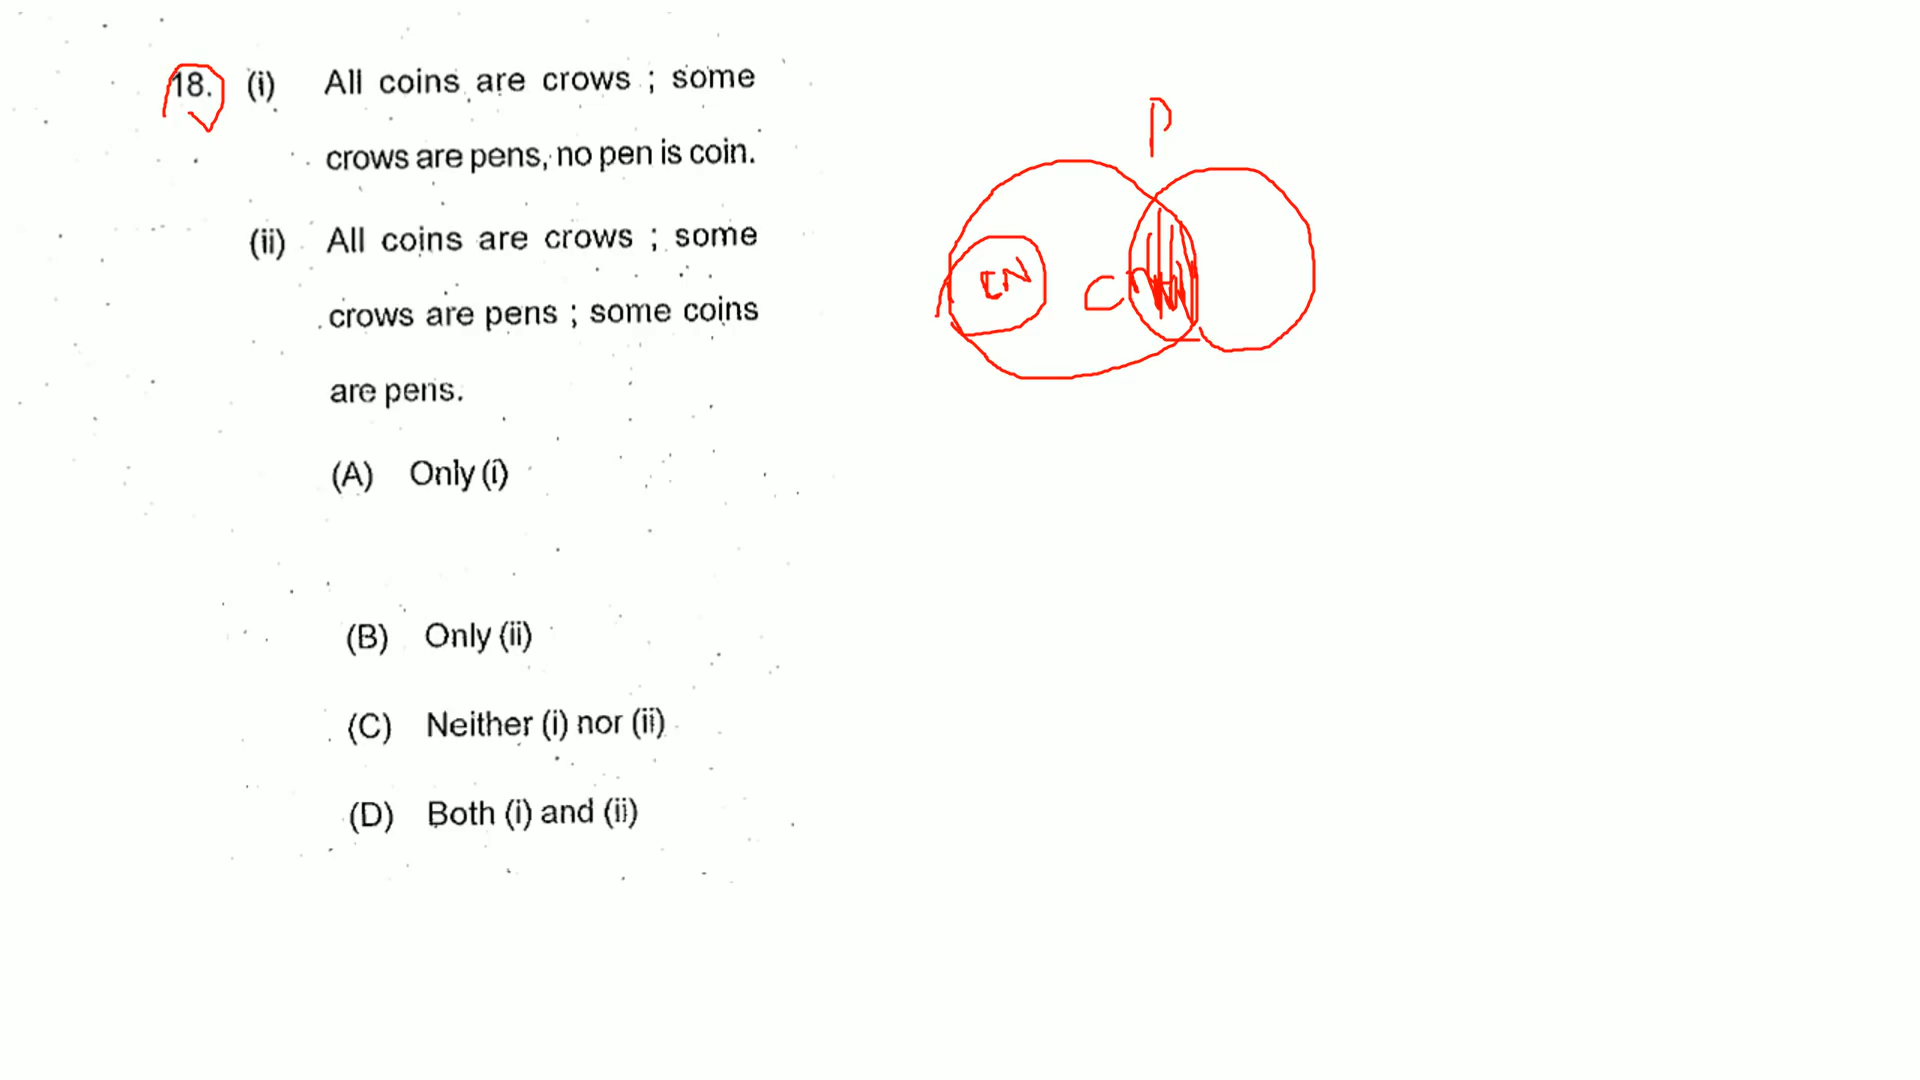 18. (i) All coins are crows ; some
crows are pens, no pen is coin.
(ii) All coins are crows ; some
crows are pens ; some coins
are pens.
(A) Only (i)
(B) Only (ii)
(C) Neither (i) nor (ii)
(D) Both (i) and (ii)
P
CN